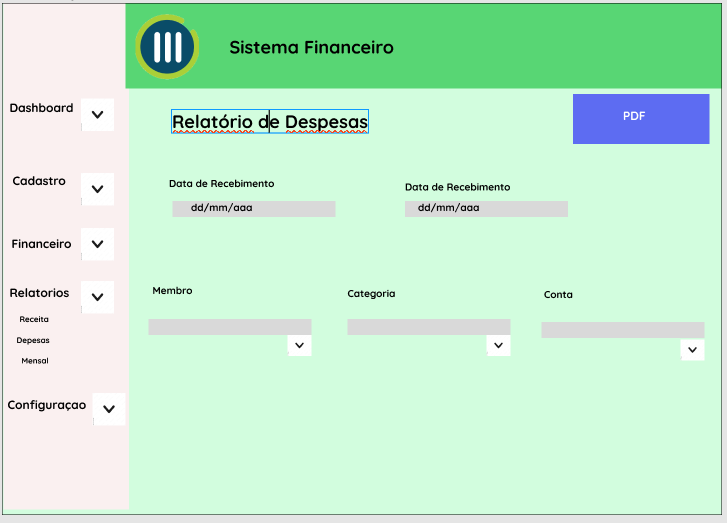 Sistema Financeiro
Dashboard
Cadastro
Financeiro
Relatorios
Receita
Depesas
Mensal
Configuraçao
Relatório de Despesas
PDF
Data de Recebimento
dd/mm/aaa
Data de Recebimento
dd/mm/aaa
Membro
Categoria
Conta